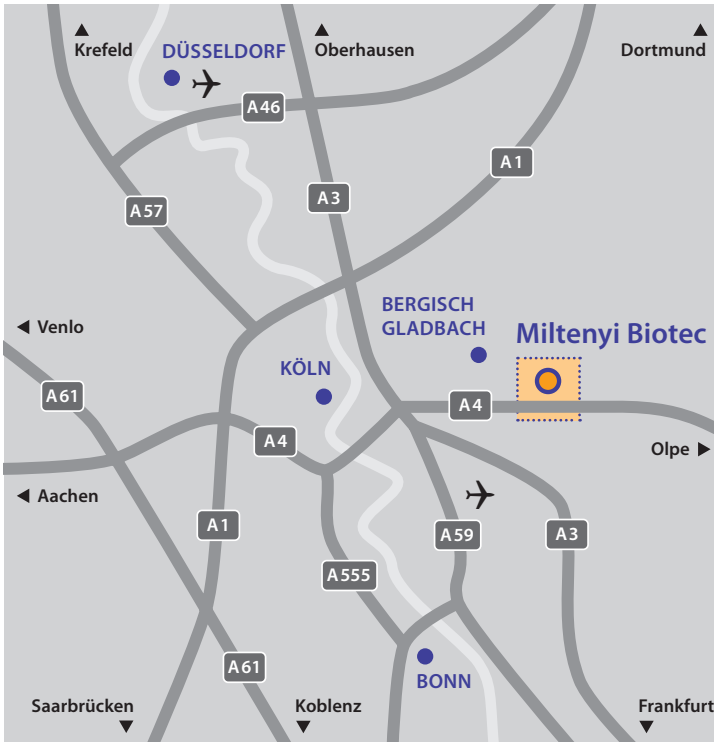 Krefeld
DÜSSELDORF
Oberhausen
Dortmund
A46
A1
A3
A57
BERGISCH
GLADBACH
Venlo
Miltenyi Biotec
KÖLN
A61
A4
A4
Olpe
Aachen
A1
A59
A3
A555
A61
BONN
Saarbrücken
Koblenz
Frankfurt